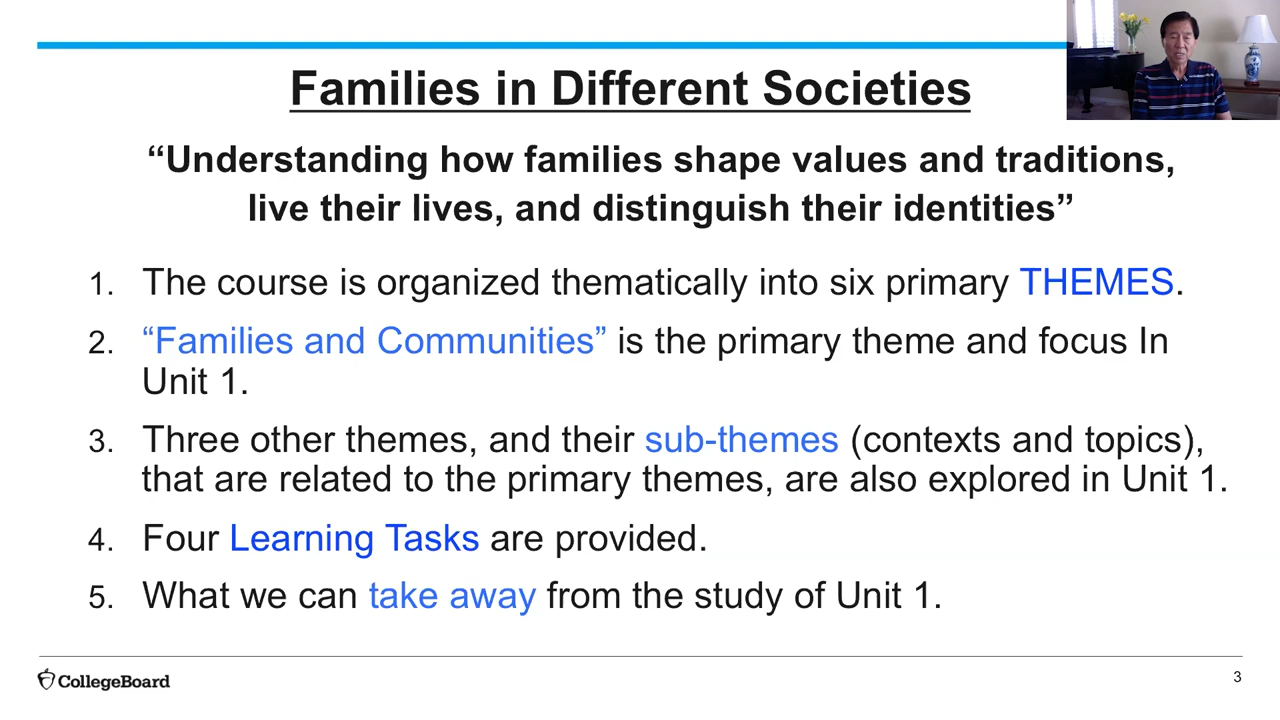 Families in Different Societies
“Understanding how families shape values and traditions,
live their lives, and distinguish their identities”
1. The course is organized thematically into six primary THEMES.
2. “Families and Communities” is the primary theme and focus In
Unit 1.
3. Three other themes, and their sub-themes (contexts and topics),
that are related to the primary themes, are also explored in Unit 1.
4. Four Learning Tasks are provided.
5. What we can take away from the study of Unit 1.
CollegeBoard
3